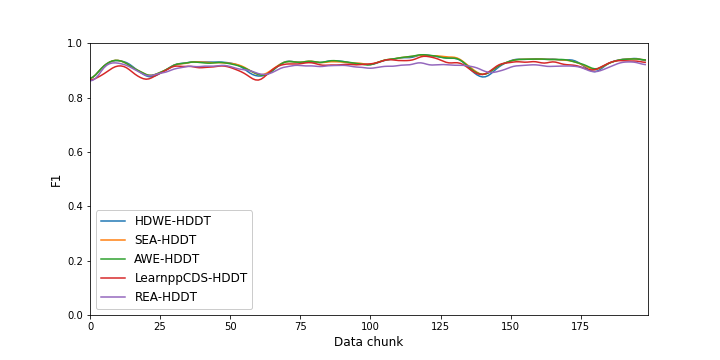 1.0
0.8
0.6
0.4
0.2
0.0
F1
HDWE-HDDT
SEA-HDDT
AWE-HDDT
LearnppCDS-HDDT
REA-HDDT
0 25 50 75 100 125 150 175
Data chunk